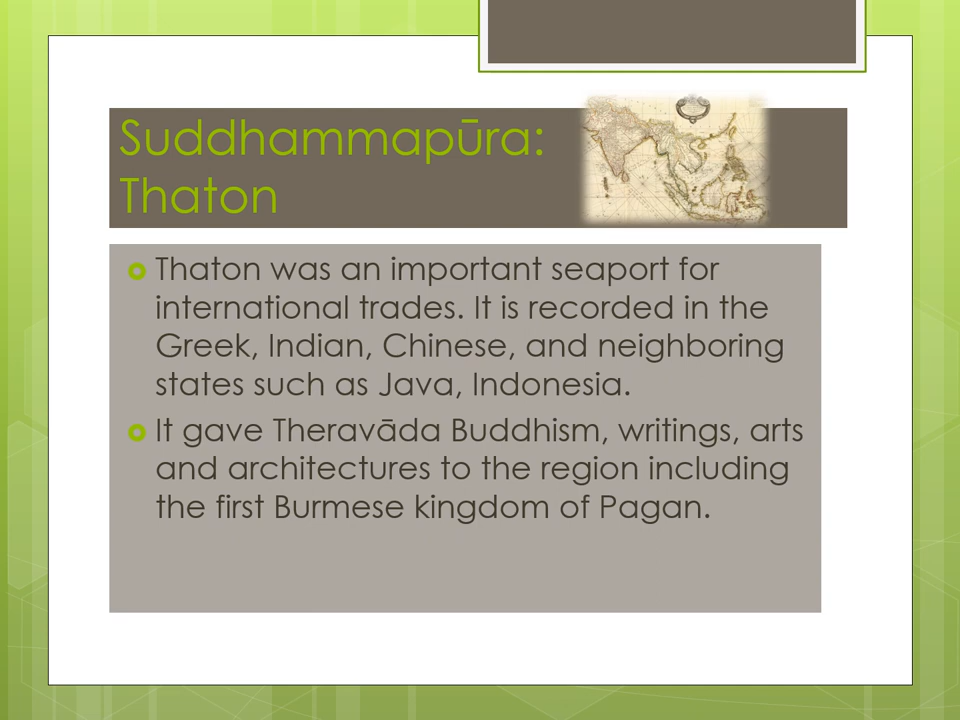 Suddhammapūra:
Thaton
Thaton was an important seaport for
international trades. It is recorded in the
Greek, Indian, Chinese, and neighboring
states such as Java, Indonesia.
It gave Theravāda Buddhism, writings, arts
and architectures to the region including
the first Burmese kingdom of Pagan.